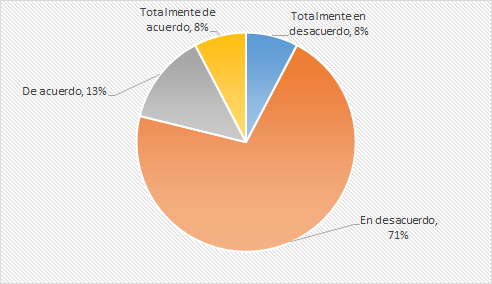 Totalmente de
acuerdo, 8%
Totalmente en
desacuerdo, 8%
De acuerdo, 13%
En desacuerdo,
71%